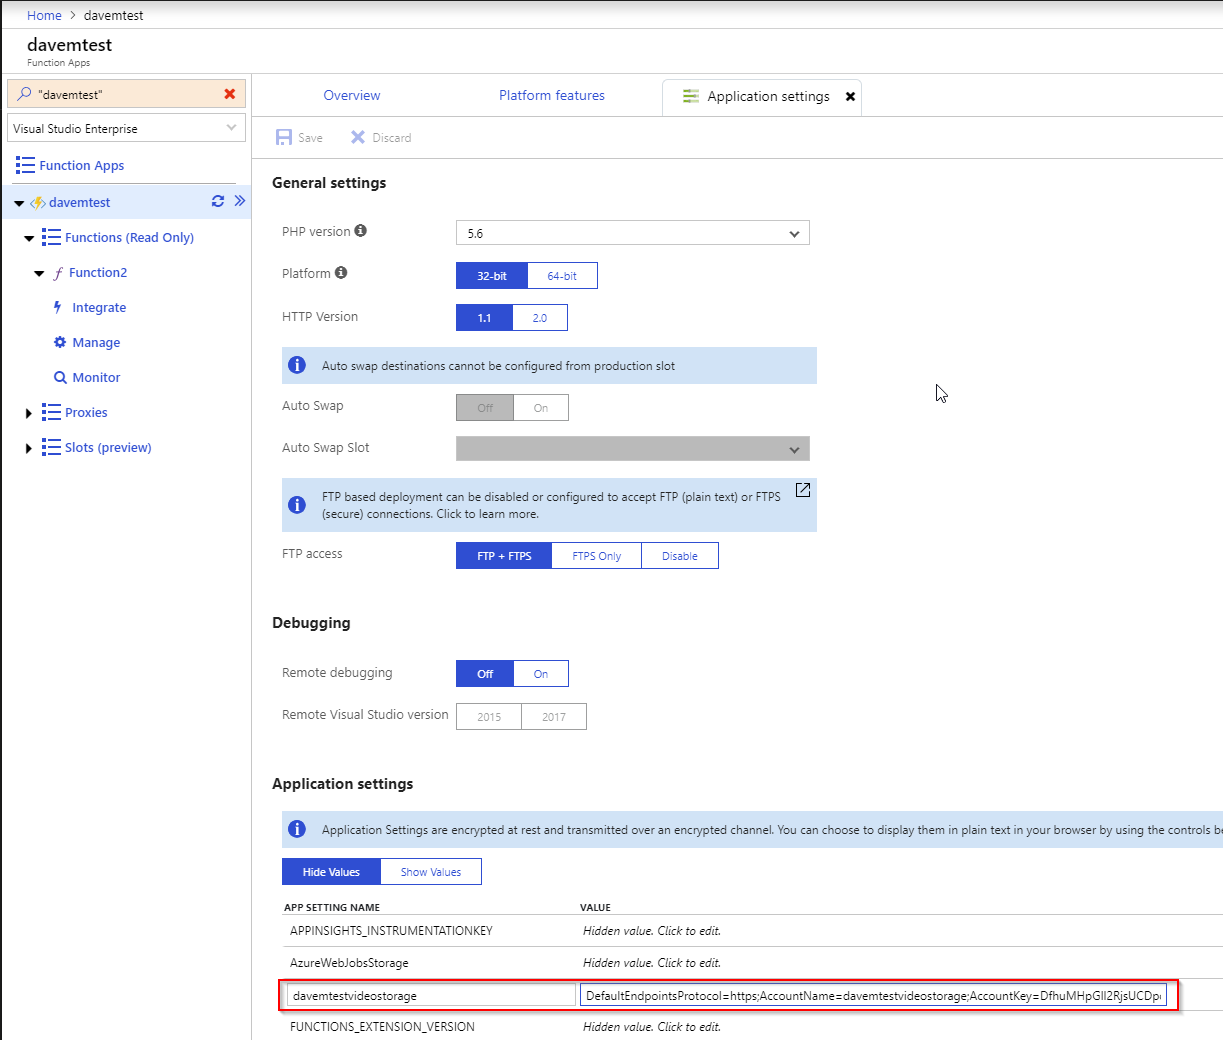 Home > davemtest
davemtest
Function Apps
"davemtest"
Visual Studio Enterprise
Function Apps
davemtest
Functions (Read Only)
Function2
Integrate
Manage
Monitor
Proxies
Slots (preview)
Overview
Platform features
Application settings
Save
Discard
General settings
PHP version
5.6
Platform
32-bit
64-bit
HTTP Version
1.1
2.0
Auto swap destinations cannot be configured from production slot
Auto Swap
Off
On
Auto Swap Slot
FTP based deployment can be disabled or configured to accept FTP (plain text) or FTPS
(secure) connections. Click to learn more.
FTP access
FTP + FTPS
FTPS Only
Disable
Debugging
Remote debugging
Off
On
Remote Visual Studio version
2015
2017
Application settings
Application Settings are encrypted at rest and transmitted over an encrypted channel. You can choose to display them in plain text in your browser by using the controls
Hide Values
Show Values
APP SETTING NAME
VALUE
APPINSIGHTS_INSTRUMENTATIONKEY
Hidden value. Click to edit.
AzureWebJobsStorage
Hidden value. Click to edit.
davemtestvideostorage
DefaultEndpointsProtocol=https;AccountName=davemtestvideostorage;
FUNCTIONS_EXTENSION_VERSION
Hidden value. Click to edit.